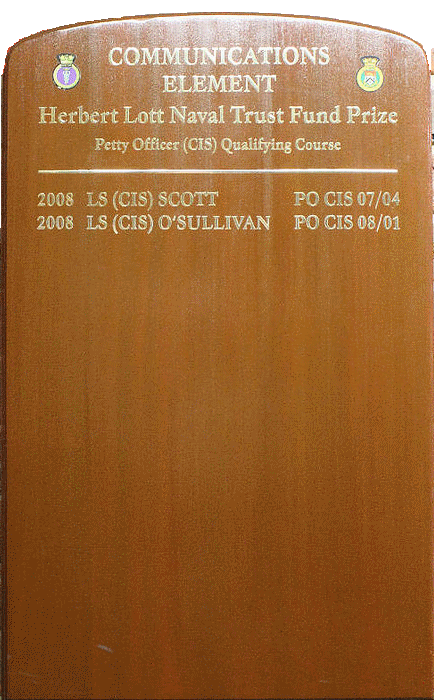 COMMUNICATIONS
ELEMENT
Herbert Lott Naval Trust Fund Prize
Petty Officer (CIS) Qualifying Course
2008 LS (CIS) SCOTT PO CIS 07/04
2008 LS (CIS) O'SULLIVAN PO CIS 08/01